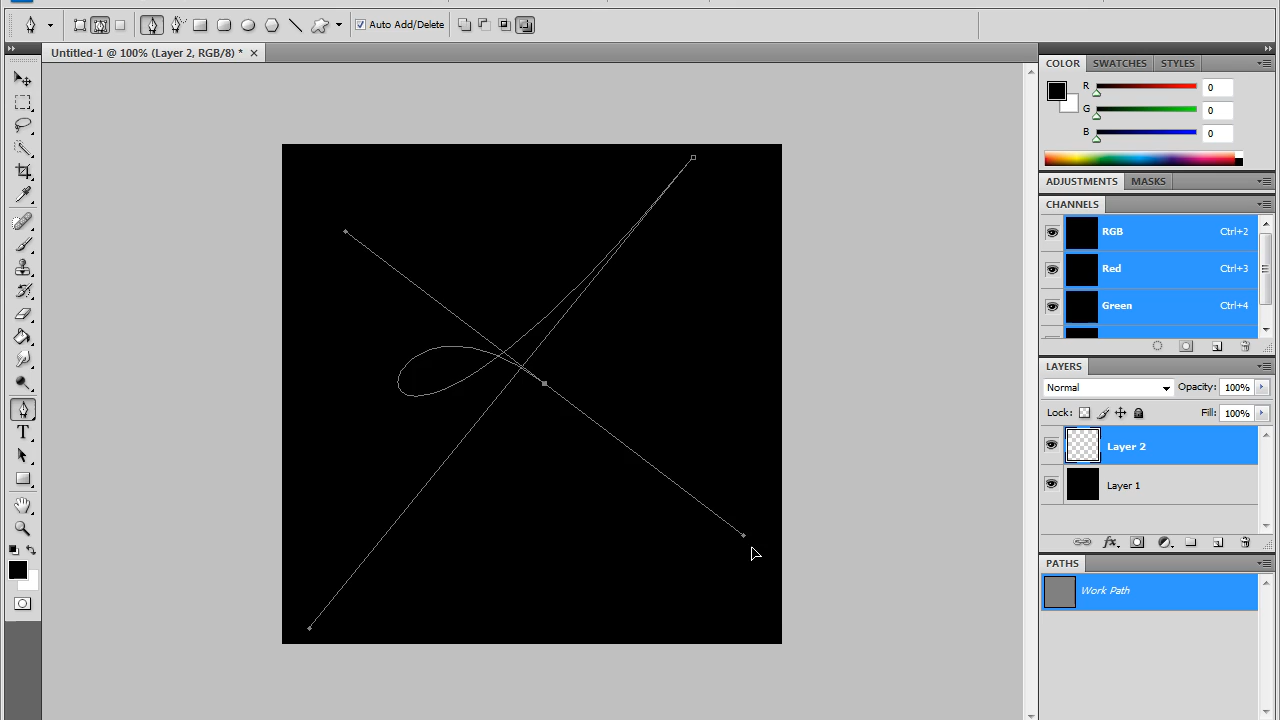 Auto Add/Delete
Untitled-1 @ 100% (Layer 2, RGB/8) *
COLOR SWATCHES STYLES
R 0
G 0
B 0
ADJUSTMENTS MASKS
CHANNELS
RGB Ctrl+2
Red Ctrl+3
Green Ctrl+4
LAYERS
Normal Opacity: 100%
Lock: Fill: 100%
Layer 2
Layer 1
fx
PATHS
Work Path
T